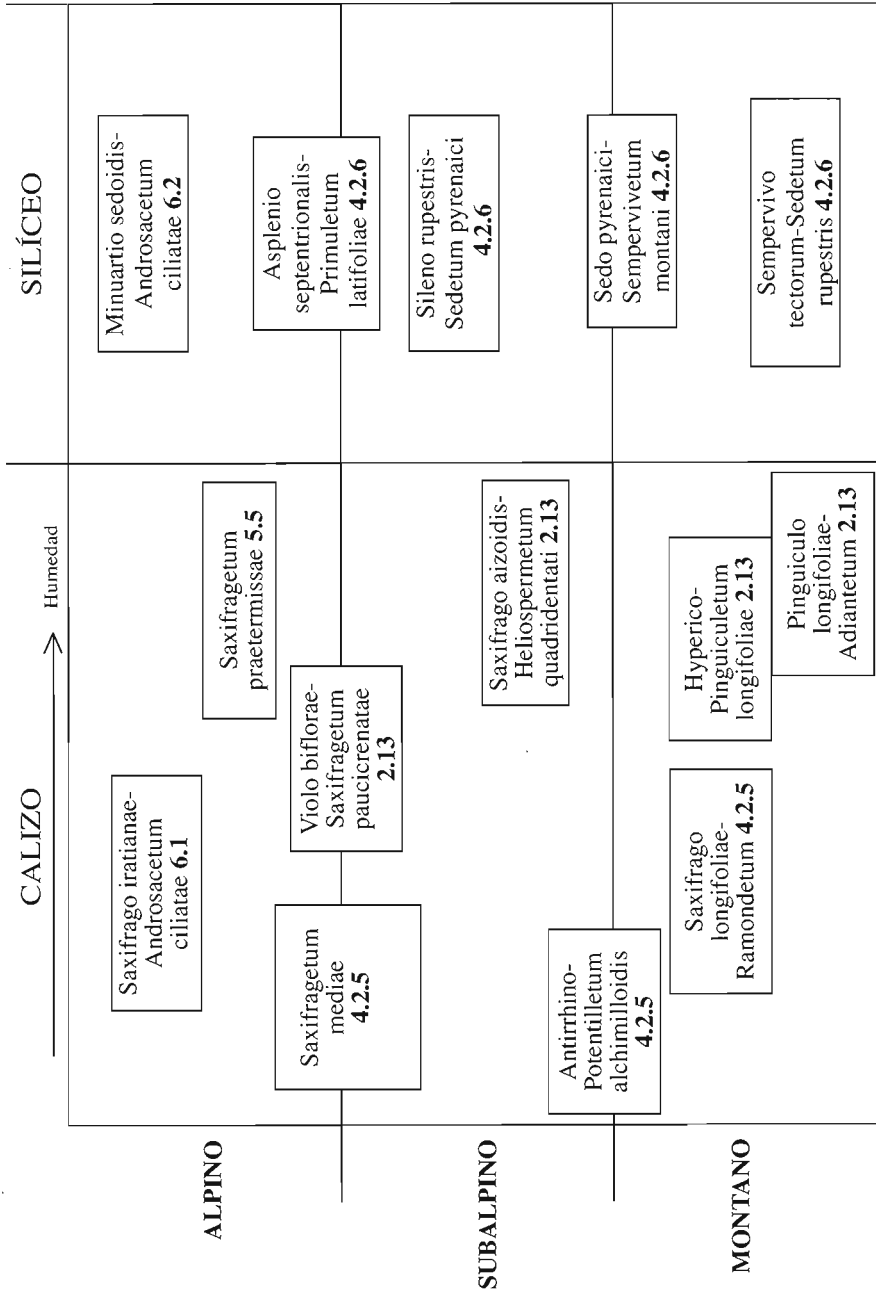 CALIZO
SILÍCEO
Humedad
ALPINO
Saxifrago iratianae-
Androsacetum
ciliatae 6.1
Saxifragetum
praetermissae 5.5
Minuartio sedoidis-
Androsacetum
ciliatae 6.2
Saxifragetum
mediae
4.2.5
Violo biflorae-
Saxifragetum
paucicrenatae
2.13
Asplenio
septentrionalis-
Primuletum
latifoliae 4.2.6
SUBALPINO
Saxifrago aizoidis-
Heliospermetum
quadridentati 2.13
Sileno rupestris-
Sedetum pyrenaici
4.2.6
Antirrhino-
Potentilletum
alchimilloidis
4.2.5
Sedo pyrenaici-
Sempervivetum
montani 4.2.6
MONTANO
Saxifrago
longifoliae-
Ramondetum 4.2.5
Hyperico-
Pinguiculetum
longifoliae 2.13
Pinguiculo
longifoliae-
Adiantetum 2.13
Sempervivo
tectorum-Sedetum
rupestris 4.2.6